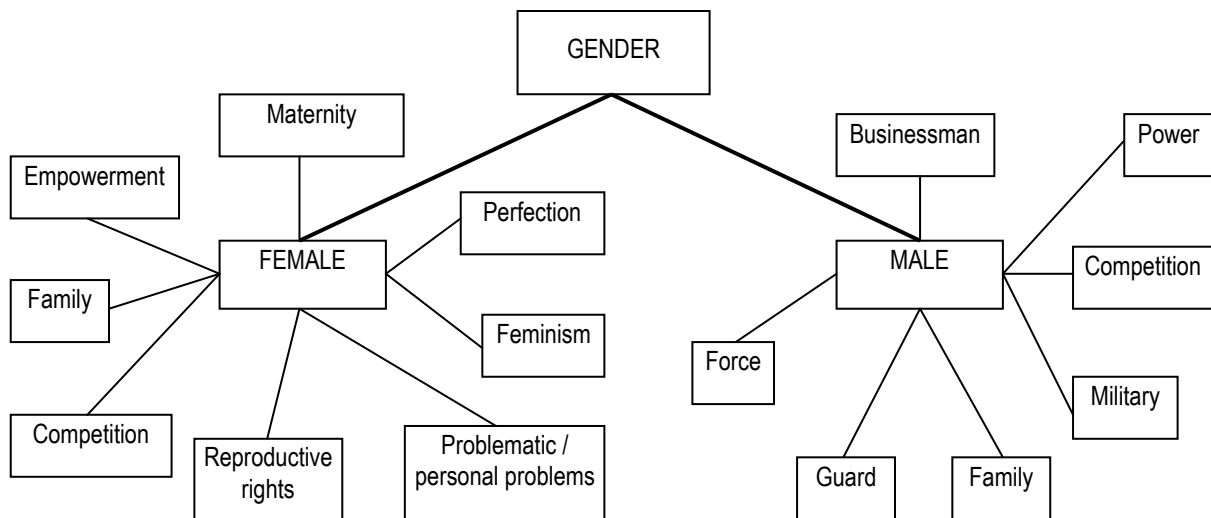 GENDER
Maternity
Businessman
Power
Empowerment
Perfection
FEMALE
MALE
Competition
Family
Feminism
Force
Military
Competition
Reproductive
rights
Problematic /
personal problems
Guard
Family